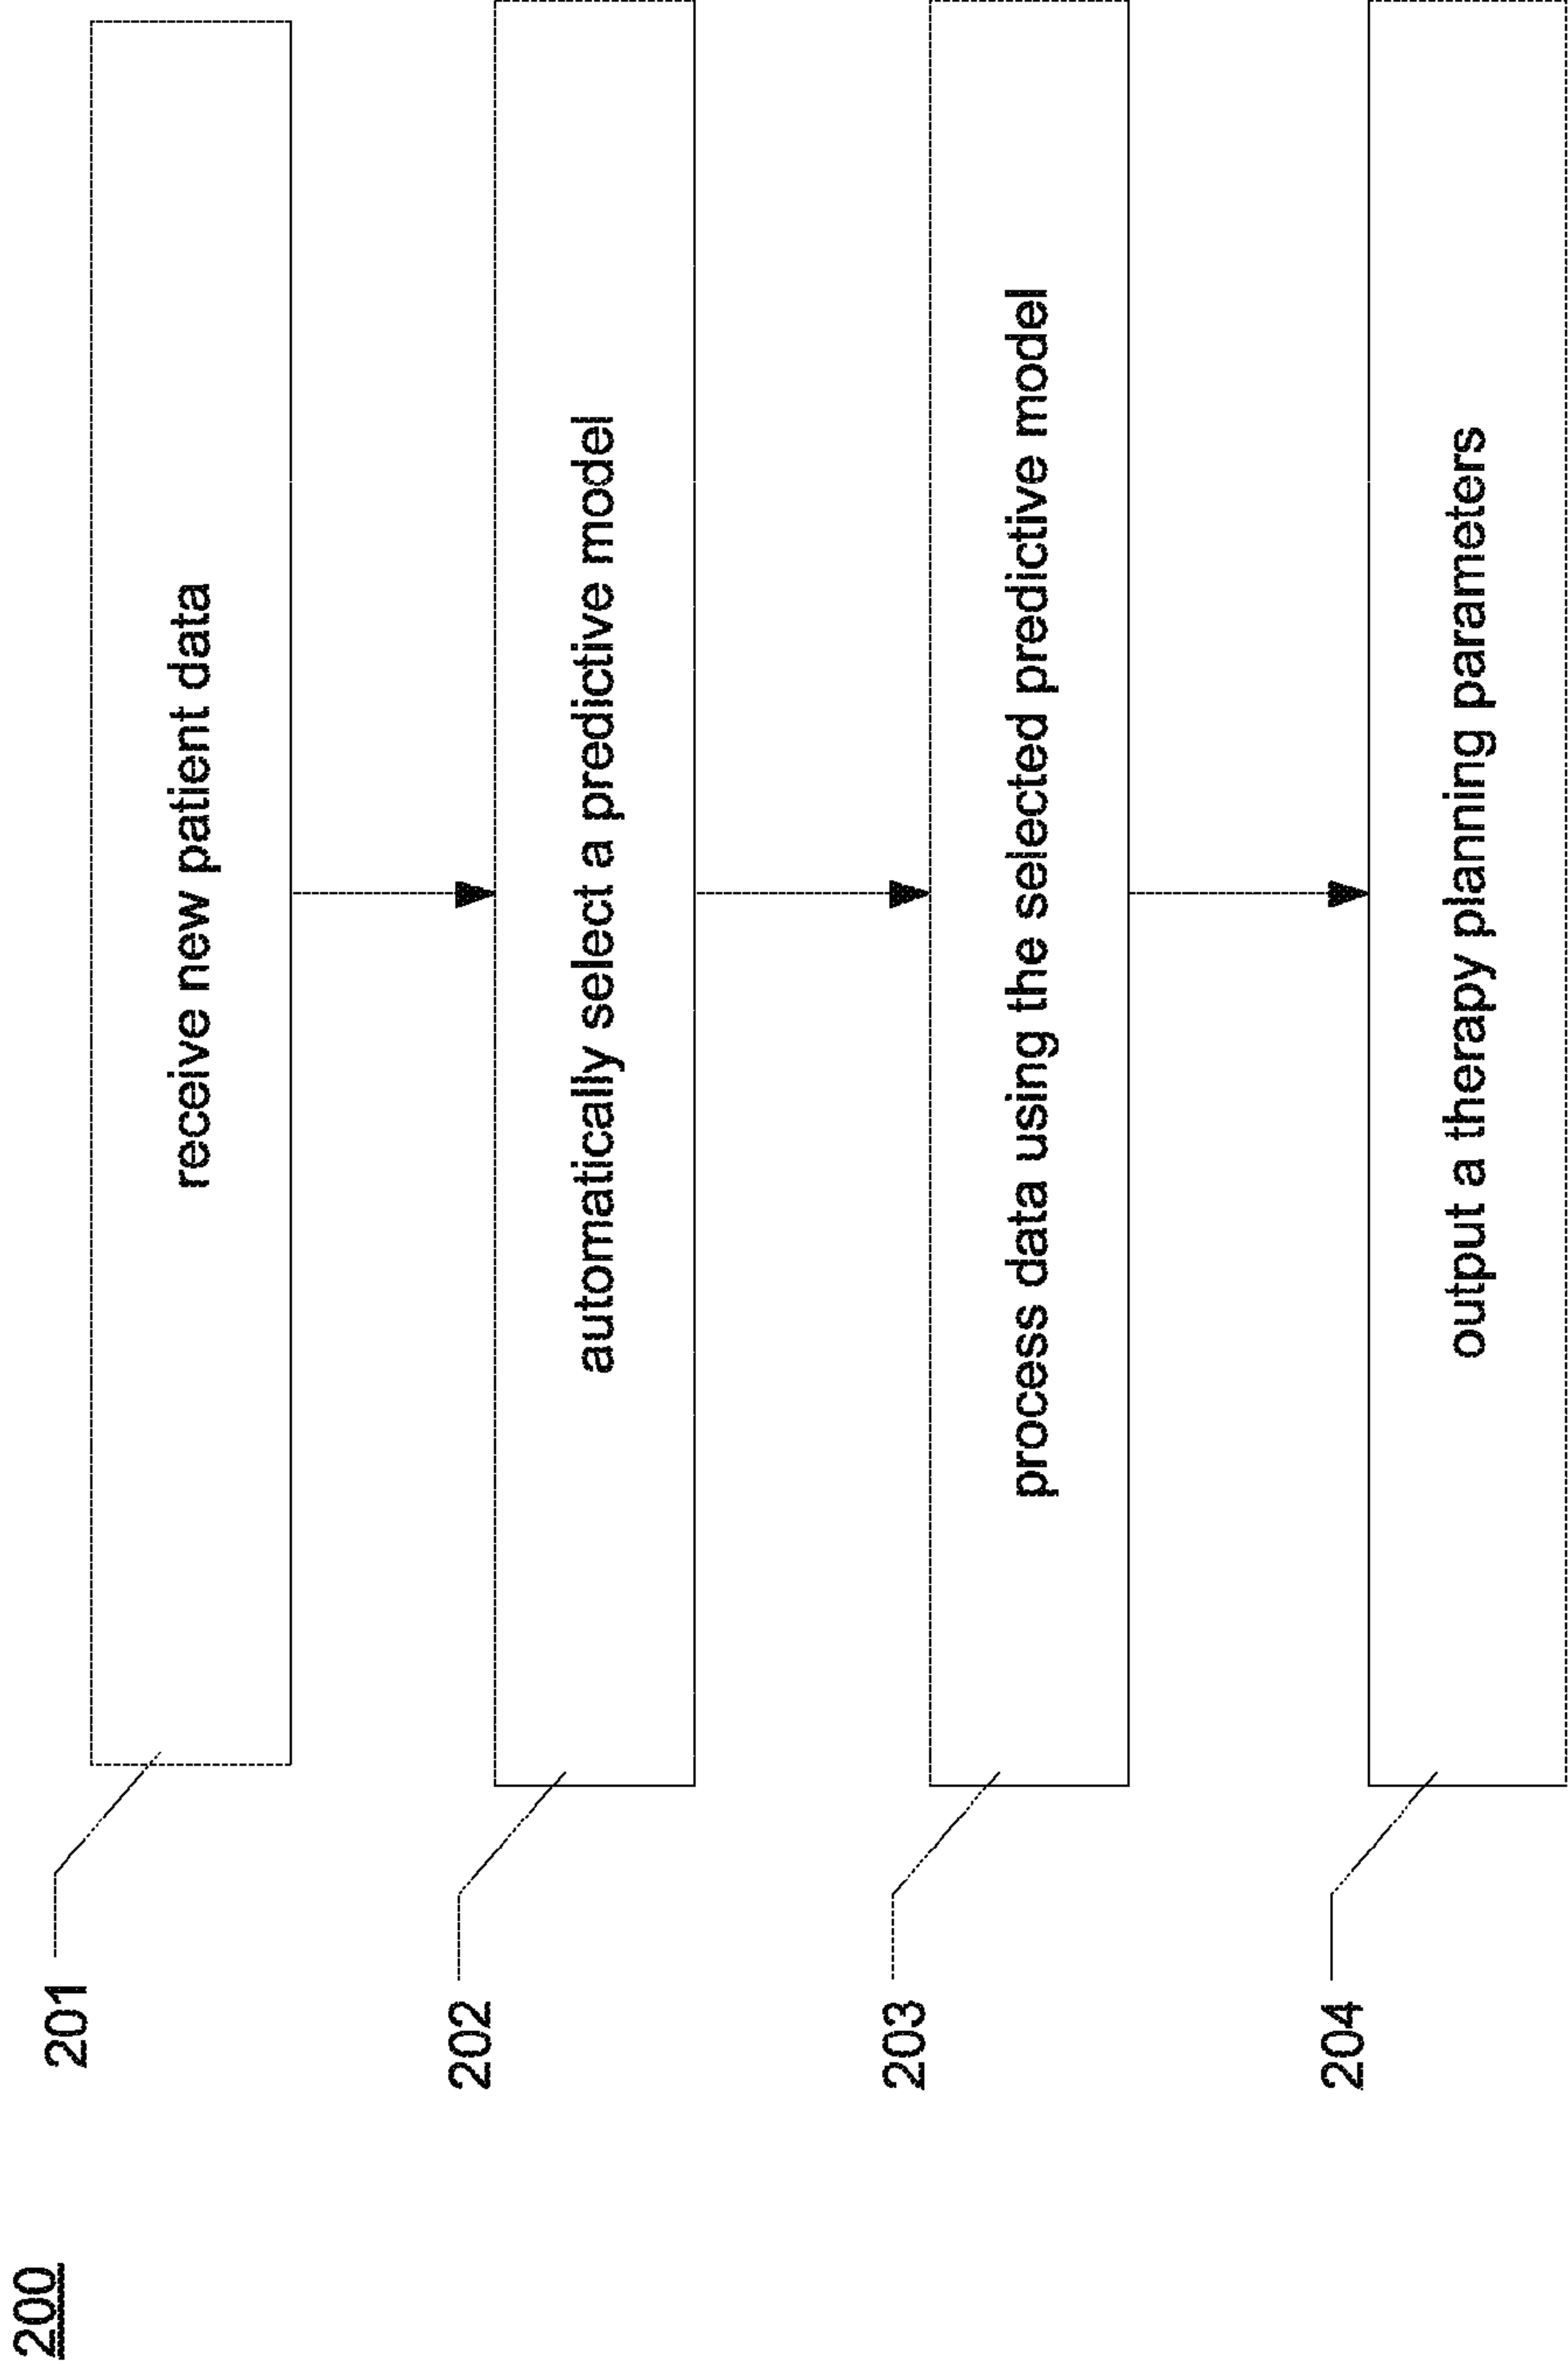 200
201
receive new patient data
202
automatically select a predictive model
203
process data using the selected predictive model
204
output a therapy planning parameters